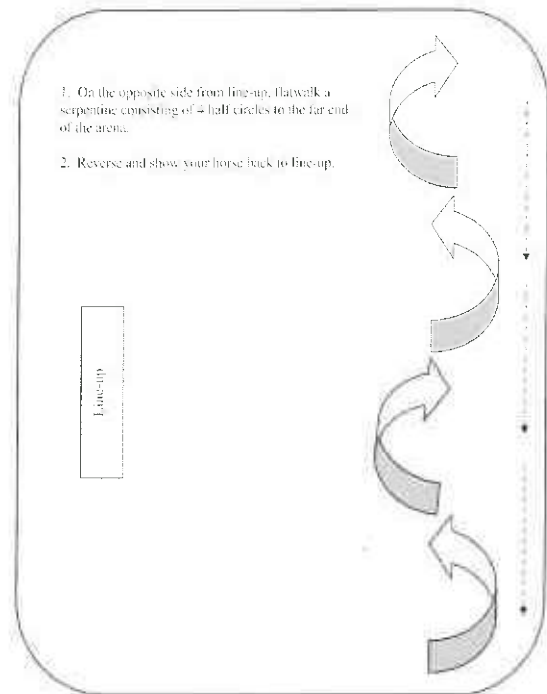 1. On the opposite side from line-up, flatwalk a
serpentine consisting of 4 half circles to the far end
of the arena.
2. Reverse and show your horse back to line-up.
Line-up